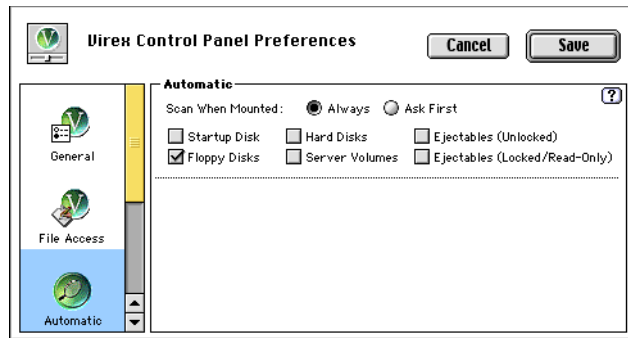 Virex Control Panel Preferences
Cancel
Save
General
File Access
Automatic
Automatic
?
Scan When Mounted: Always Ask First
Startup Disk Hard Disks Ejectables (Unlocked)
Floppy Disks Server Volumes Ejectables (Locked/Read-Only)